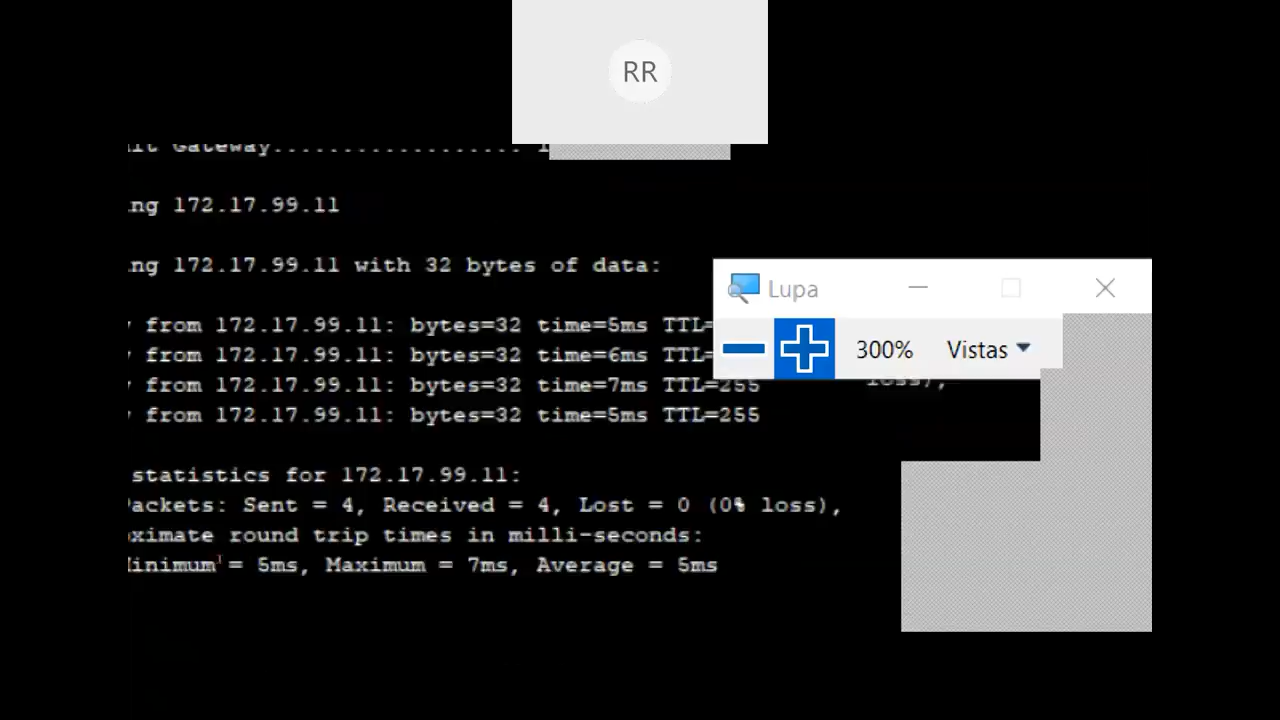 RR
Gateway..................
ng 172.17.99.11
ng 172.17.99.11 with 32 bytes of data:
Lupa
from 172.17.99.11: bytes=32 time=5ms TTL=
300% Vistas
from 172.17.99.11: bytes=32 time=6ms TTL=
from 172.17.99.11: bytes=32 time=7ms TTL=255
loss),
from 172.17.99.11: bytes=32 time=5ms TTL=255
statistics for 172.17.99.11:
ackets: Sent = 4, Received = 4, Lost = 0 (0% loss),
ximate round trip times in milli-seconds:
inimum = 5ms, Maximum = 7ms, Average = 5ms